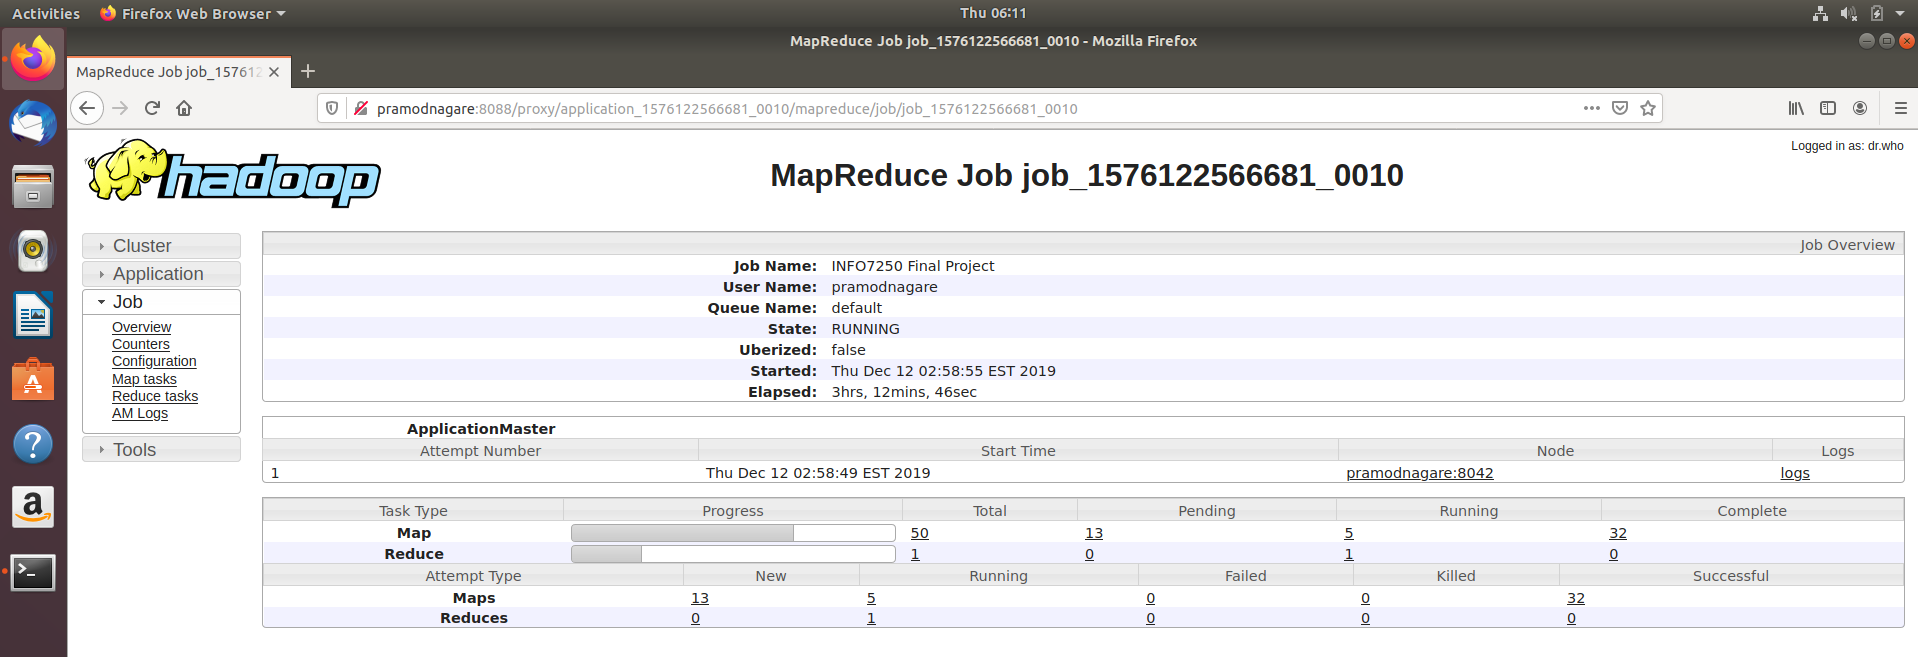 Activities Firefox Web Browser Thu 06:11
MapReduce Job job_1576122566681_0010 - Mozilla Firefox
MapReduce Job job_15761
pramodnagare:8088/proxy/application_1576122566681_0010/mapreduce/job/job_1576122566681_0010
hadoop
MapReduce Job job_1576122566681_0010
Logged in as: dr.who
Cluster
Application
Job
Overview
Counters
Configuration
Map tasks
Reduce tasks
AM Logs
Tools
Job Overview
Job Name: INFO7250 Final Project
User Name: pramodnagare
Queue Name: default
State: RUNNING
Uberized: false
Started: Thu Dec 12 02:58:55 EST 2019
Elapsed: 3hrs, 12mins, 46sec
ApplicationMaster
Attempt Number Start Time Node Logs
1 Thu Dec 12 02:58:49 EST 2019 pramodnagare:8042 logs
Task Type Progress Total Pending Running Complete
Map 50 13 5 32
Reduce 1 0 1 0
Attempt Type New Running Failed Killed Successful
Maps 13 5 0 0 32
Reduces 0 1 0 0 0